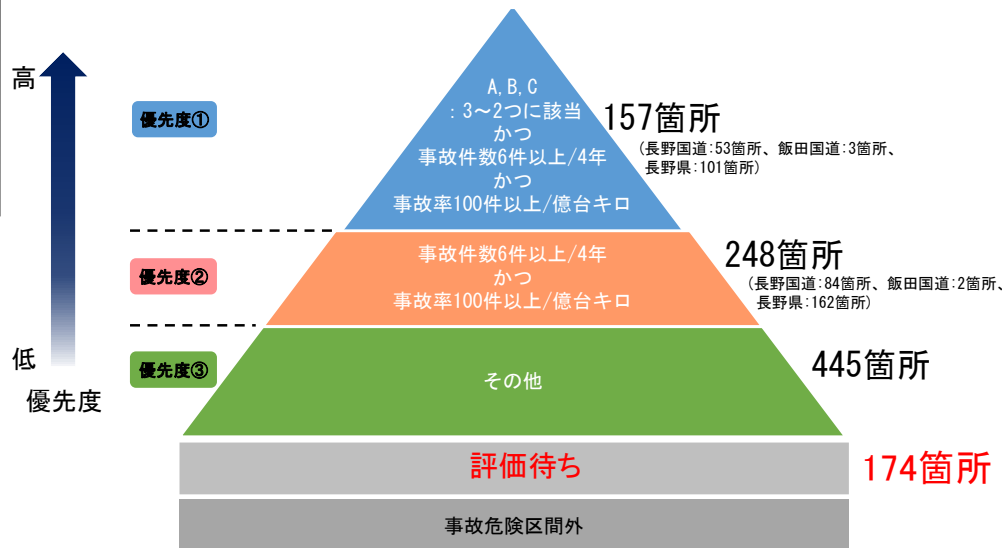 高
低
優先度
優先度①
A,B,C
:3～2つに該当
かつ
事故件数6件以上/4年
かつ
事故率100件以上/億台キロ
157箇所
(長野国道:53箇所、飯田国道:3箇所、
長野県:101箇所)
優先度②
事故件数6件以上/4年
かつ
事故率100件以上/億台キロ
248箇所
(長野国道:84箇所、飯田国道:2箇所、
長野県:162箇所)
優先度③
その他
445箇所
評価待ち
174箇所
事故危険区間外